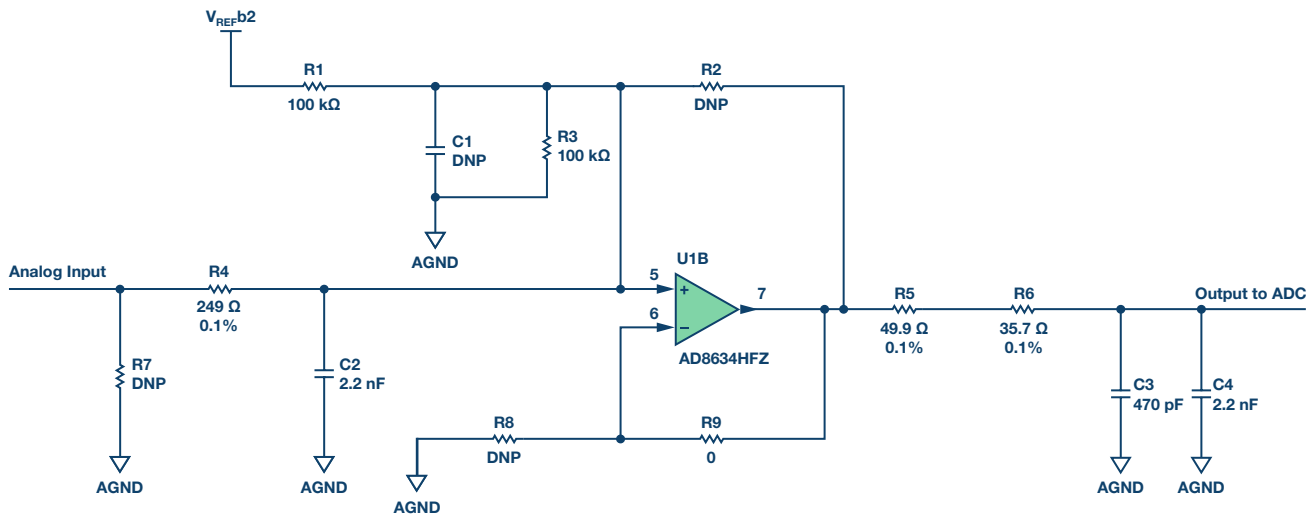 VREFb2
R1
100 kΩ
R2
DNP
C1
DNP
R3
100 kΩ
AGND
Analog Input
R4
249 Ω
0.1%
R7
DNP
AGND
C2
2.2 nF
AGND
U1B
5
+
6
−
7
AD8634HFZ
R8
DNP
AGND
R9
0
R5
49.9 Ω
0.1%
R6
35.7 Ω
0.1%
Output to ADC
C3
470 pF
AGND
C4
2.2 nF
AGND